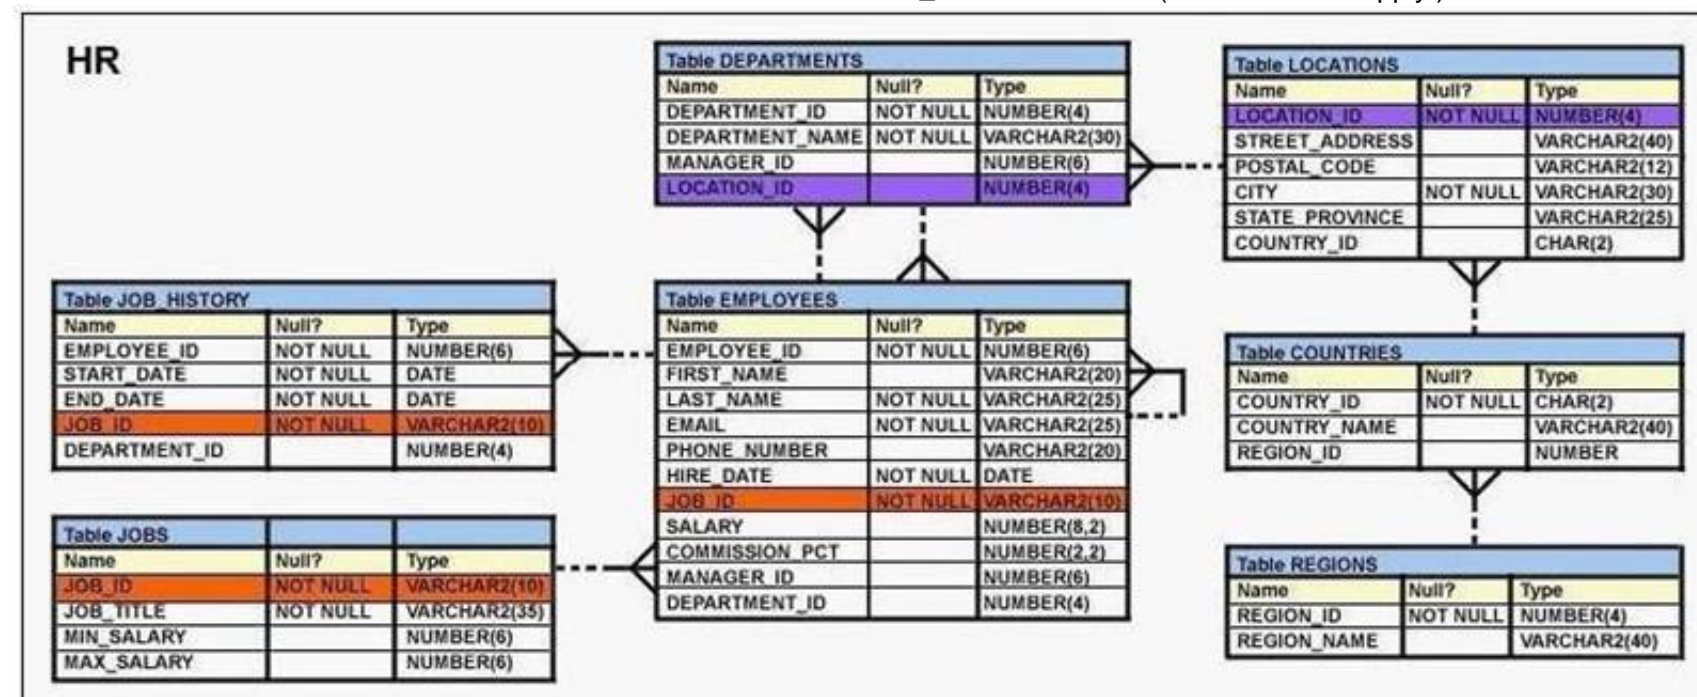 HR
Table DEPARTMENTS
Name Null? Type
DEPARTMENT_ID NOT NULL NUMBER(4)
DEPARTMENT_NAME NOT NULL VARCHAR2(30)
MANAGER_ID NUMBER(6)
LOCATION_ID NUMBER(4)
Table LOCATIONS
Name Null? Type
LOCATION_ID NOT NULL NUMBER(4)
STREET_ADDRESS VARCHAR2(40)
POSTAL_CODE VARCHAR2(12)
CITY NOT NULL VARCHAR2(30)
STATE_PROVINCE VARCHAR2(25)
COUNTRY_ID CHAR(2)
Table JOB_HISTORY
Name Null? Type
EMPLOYEE_ID NOT NULL NUMBER(6)
START_DATE NOT NULL DATE
END_DATE NOT NULL DATE
JOB_ID NOT NULL VARCHAR2(10)
DEPARTMENT_ID NUMBER(4)
Table EMPLOYEES
Name Null? Type
EMPLOYEE_ID NOT NULL NUMBER(6)
FIRST_NAME VARCHAR2(20)
LAST_NAME NOT NULL VARCHAR2(25)
EMAIL NOT NULL VARCHAR2(25)
PHONE_NUMBER VARCHAR2(20)
HIRE_DATE NOT NULL DATE
JOB_ID NOT NULL VARCHAR2(10)
SALARY NUMBER(8,2)
COMMISSION_PCT NUMBER(2,2)
MANAGER_ID NUMBER(6)
DEPARTMENT_ID NUMBER(4)
Table COUNTRIES
Name Null? Type
COUNTRY_ID NOT NULL CHAR(2)
COUNTRY_NAME VARCHAR2(40)
REGION_ID NUMBER
Table JOBS
Name Null? Type
JOB_ID NOT NULL VARCHAR2(10)
JOB_TITLE NOT NULL VARCHAR2(35)
MIN_SALARY NUMBER(6)
MAX_SALARY NUMBER(6)
Table REGIONS
Name Null? Type
REGION_ID NOT NULL NUMBER(4)
REGION_NAME VARCHAR2(40)